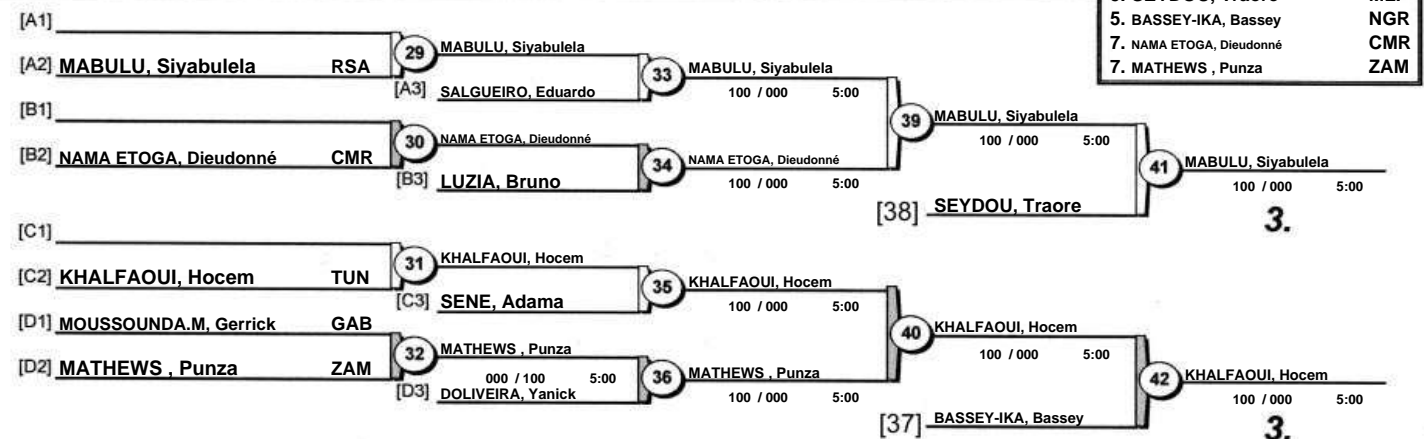 5. BASSEY-IKA, Bassey NGR
7. NAMA ETOGA, Dieudonné CMR
7. MATHEWS , Punza ZAM
[A1]
[A2] MABULU, Siyabulela RSA
29 MABULU, Siyabulela
[A3] SALGUEIRO, Eduardo
33 MABULU, Siyabulela
100 / 000 5:00
[B1]
[B2] NAMA ETOGA, Dieudonné CMR
30 NAMA ETOGA, Dieudonné
[B3] LUZIA, Bruno
34 NAMA ETOGA, Dieudonné
100 / 000 5:00
39 MABULU, Siyabulela
100 / 000 5:00
[38] SEYDOU, Traore
41 MABULU, Siyabulela
100 / 000 5:00
3.
[C1]
[C2] KHALFAOUI, Hocem TUN
31 KHALFAOUI, Hocem
[C3] SENE, Adama
35 KHALFAOUI, Hocem
100 / 000 5:00
[D1] MOUSSOUNDA.M, Gerrick GAB
[D2] MATHEWS , Punza ZAM
32 MATHEWS , Punza
000 / 100 5:00
[D3] DOLIVEIRA, Yanick
36 MATHEWS , Punza
100 / 000 5:00
40 KHALFAOUI, Hocem
100 / 000 5:00
[37] BASSEY-IKA, Bassey
42 KHALFAOUI, Hocem
100 / 000 5:00
3.